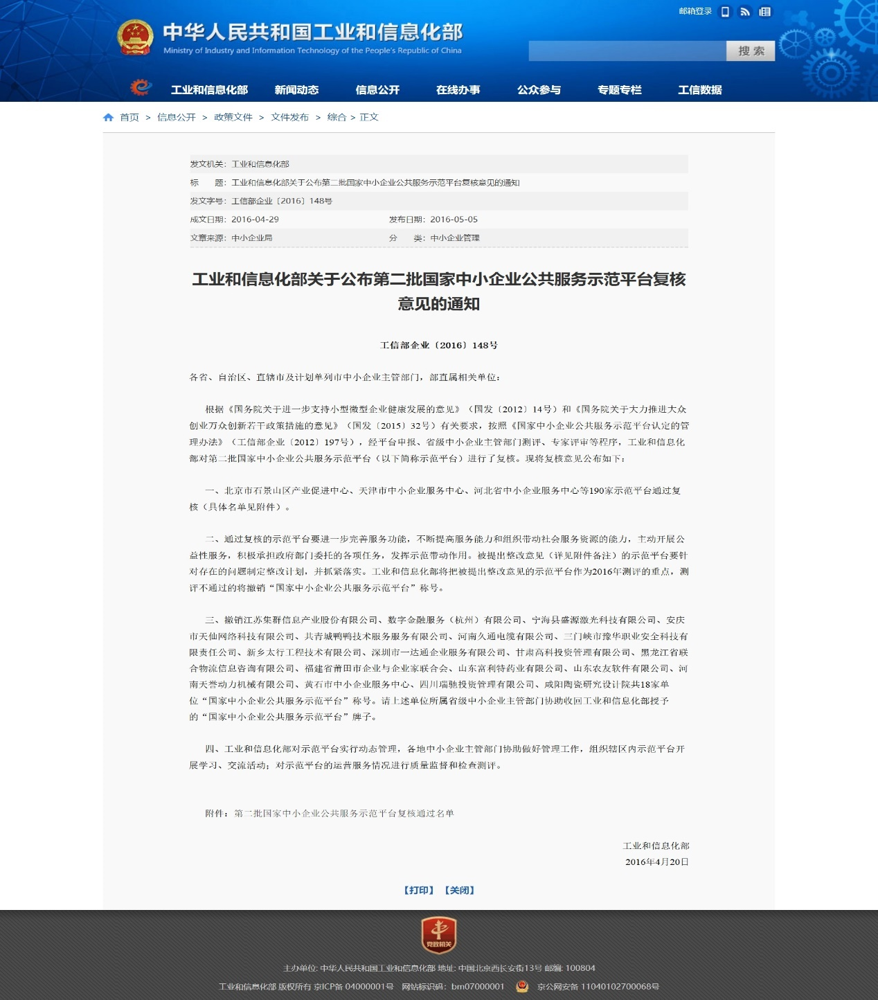 邮箱登录
中华人民共和国工业和信息化部
Ministry of Industry and Information Technology of the People's Republic of China
搜 索
工业和信息化部 新闻动态 信息公开 在线办事 公众参与 专题专栏 工信数据
首页 > 信息公开 > 政策文件 > 文件发布 > 综合 > 正文
发文机关：工业和信息化部
标　　题：工业和信息化部关于公布第二批国家中小企业公共服务示范平台复核意见的通知
发文字号：工信部企业〔2016〕148号
成文日期：2016-04-29 发布日期：2016-05-05
文章来源：中小企业局 分　　类：中小企业管理
工业和信息化部关于公布第二批国家中小企业公共服务示范平台复核
意见的通知
工信部企业〔2016〕148号
各省、自治区、直辖市及计划单列市中小企业主管部门，部直属相关单位：
根据《国务院关于进一步支持小型微型企业健康发展的意见》（国发〔2012〕14号）和《国务院关于大力推进大众
创业万众创新若干政策措施的意见》（国发〔2015〕32号）有关要求，按照《国家中小企业公共服务示范平台认定的管
理办法》（工信部企业〔2012〕197号），经平台申报、省级中小企业主管部门测评、专家评审等程序，工业和信息化
部对第二批国家中小企业公共服务示范平台（以下简称示范平台）进行了复核。现将复核意见公布如下：
一、北京市石景山区产业促进中心、天津市中小企业服务中心、河北省中小企业服务中心等190家示范平台通过复
核（具体名单见附件）。
二、通过复核的示范平台要进一步完善服务功能，不断提高服务能力和组织带动社会服务资源的能力，主动开展公
益性服务，积极承担政府部门委托的各项任务，发挥示范带动作用。被提出整改意见（详见附件备注）的示范平台要针
对存在的问题制定整改计划，并抓紧落实。工业和信息化部将把被提出整改意见的示范平台作为2016年测评的重点，测
评不通过的将撤销“国家中小企业公共服务示范平台”称号。
三、撤销江苏集群信息产业股份有限公司、数字金融服务（杭州）有限公司、宁海县盛源激光科技有限公司、安庆
市天仙网络科技有限公司、共青城鸭鸭技术服务服务有限公司、河南久通电缆有限公司、三门峡市豫华职业安全科技有
限责任公司、新乡太行工程技术有限公司、深圳市一达通企业服务有限公司、甘肃高科投资管理有限公司、黑龙江省联
合物流信息咨询有限公司、福建省莆田市企业与企业家联合会、山东富利特药业有限公司、山东农友软件有限公司、河
南天誉动力机械有限公司、黄石市中小企业服务中心、四川瑞驰投资管理有限公司、咸阳陶瓷研究设计院共18家单
位“国家中小企业公共服务示范平台”称号。请上述单位所属省级中小企业主管部门协助收回工业和信息化部授予
的“国家中小企业公共服务示范平台”牌子。
四、工业和信息化部对示范平台实行动态管理，各地中小企业主管部门协助做好管理工作，组织辖区内示范平台开
展学习、交流活动；对示范平台的运营服务情况进行质量监督和检查测评。
附件：第二批国家中小企业公共服务示范平台复核通过名单
工业和信息化部
2016年4月20日
【打印】 【关闭】
党政机关
主办单位: 中华人民共和国工业和信息化部 地址: 中国北京西长安街13号 邮编: 100804
工业和信息化部 版权所有 京ICP备 04000001号 网站标识码：bm07000001 京公网安备 11040102700068号